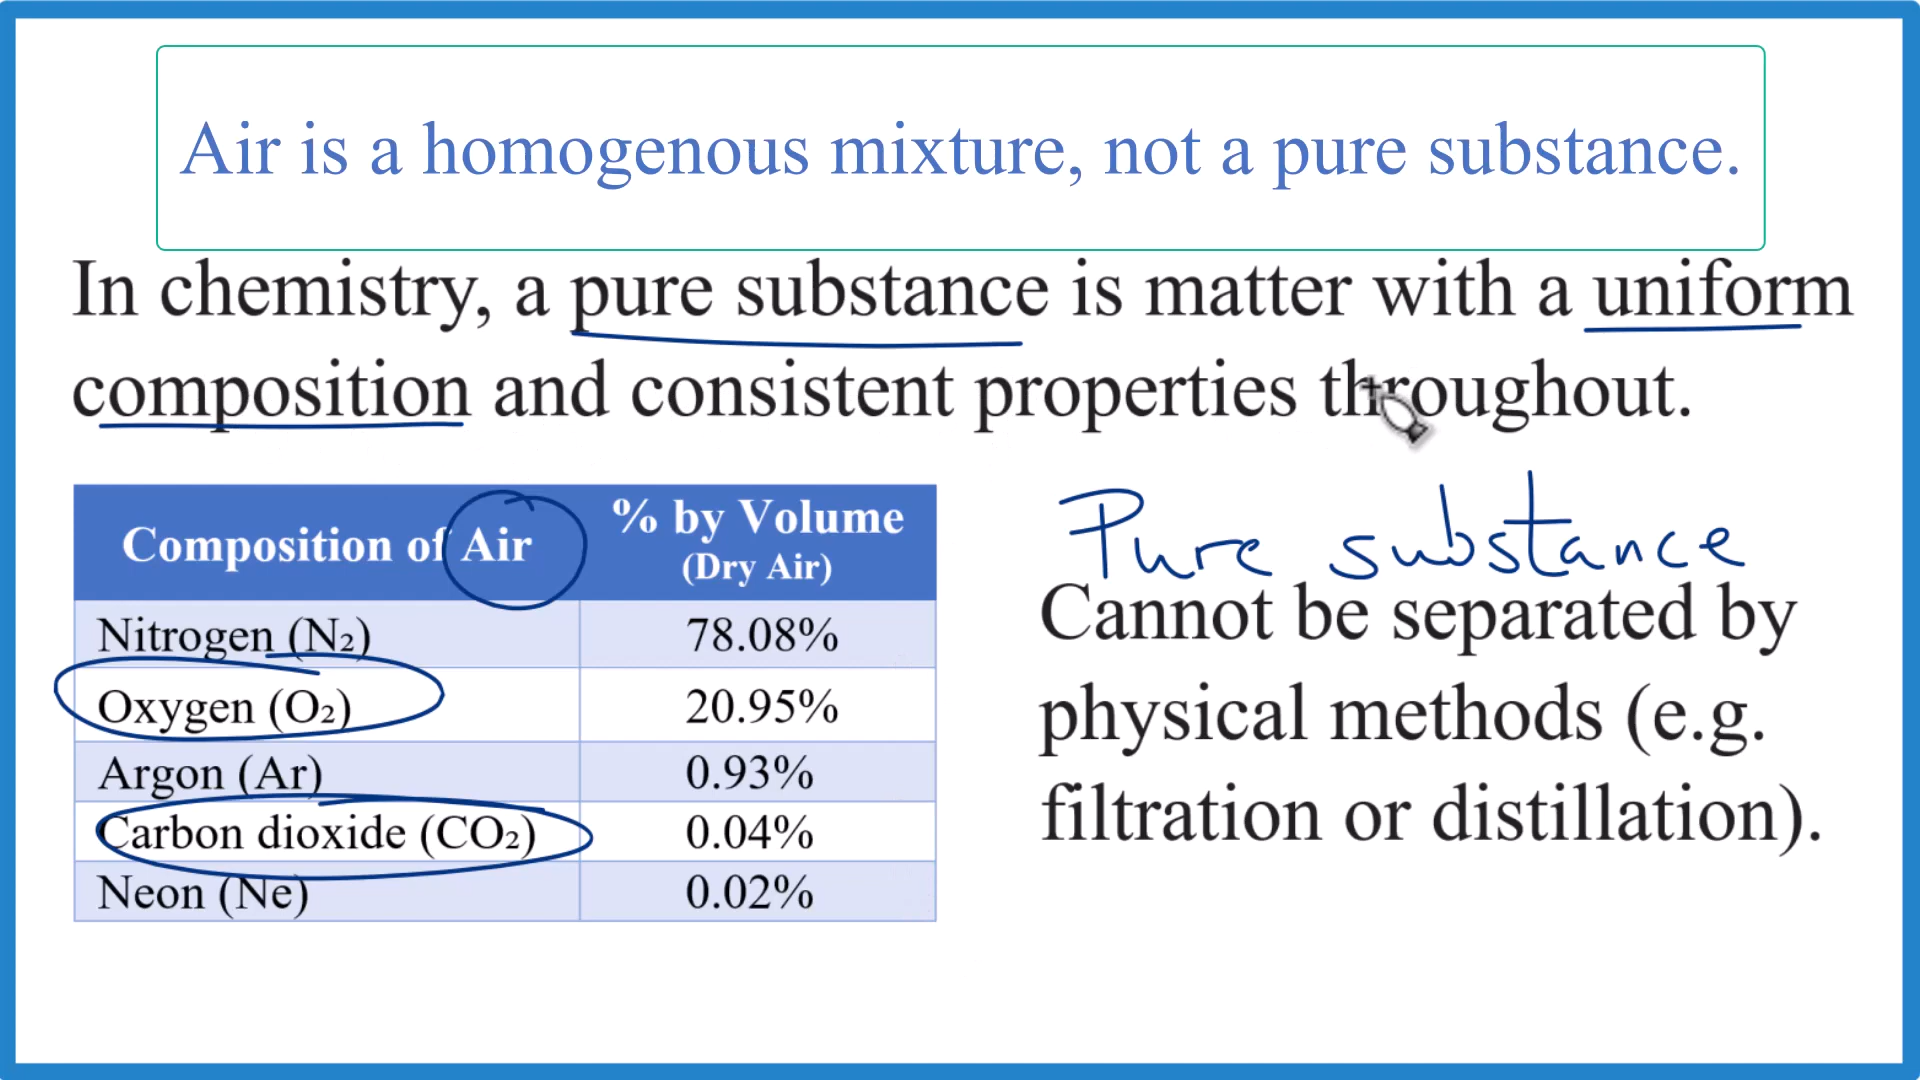 Air is a homogenous mixture, not a pure substance.
In chemistry, a pure substance is matter with a uniform
composition and consistent properties throughout.
Composition of Air
% by Volume
(Dry Air)
Nitrogen (N₂) 78.08%
Oxygen (O₂) 20.95%
Argon (Ar) 0.93%
Carbon dioxide (CO₂) 0.04%
Neon (Ne) 0.02%
Pure substance
Cannot be separated by
physical methods (e.g.
filtration or distillation).